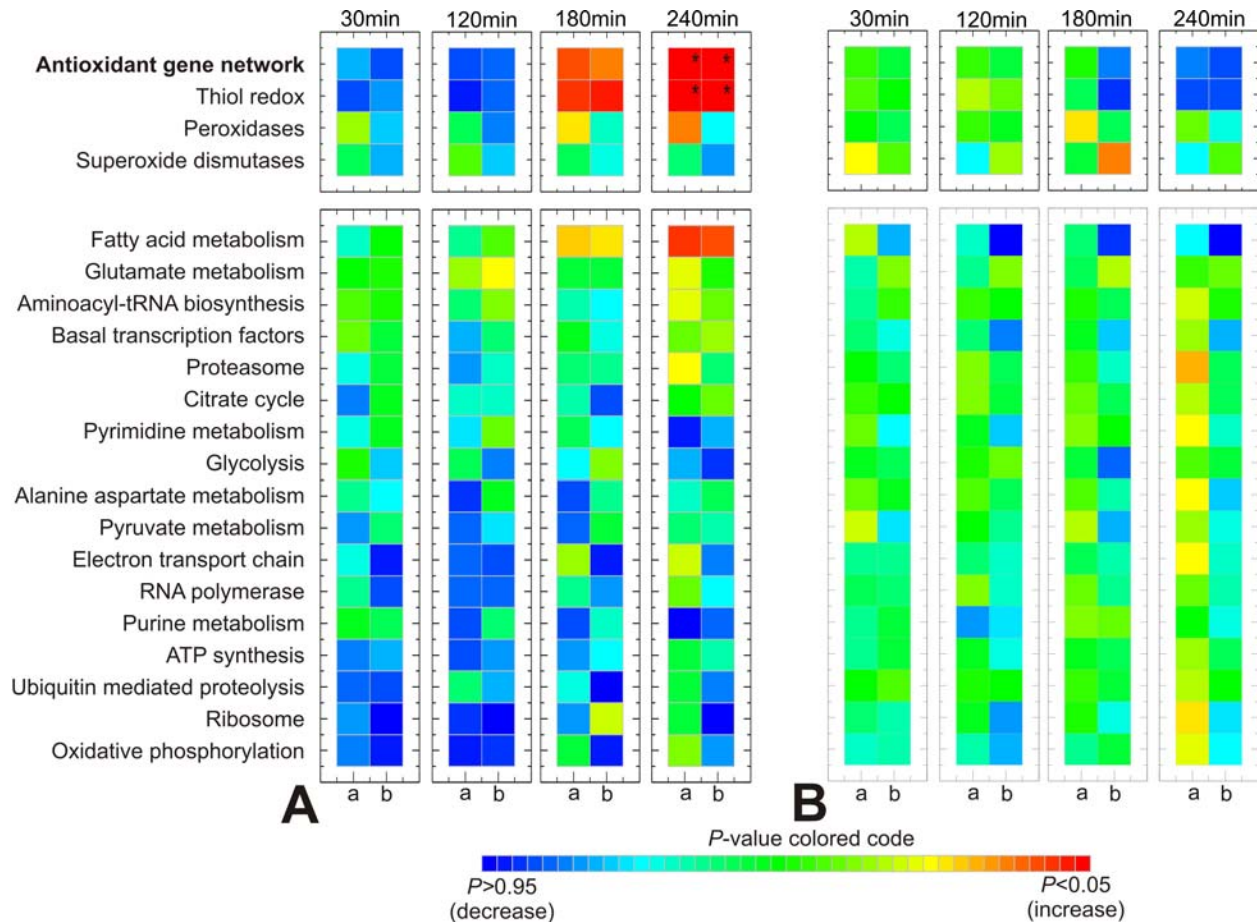 30min 120min 180min 240min 30min 120min 180min 240min
Antioxidant gene network * *
Thiol redox * *
Peroxidases
Superoxide dismutases
Fatty acid metabolism
Glutamate metabolism
Aminoacyl-tRNA biosynthesis
Basal transcription factors
Proteasome
Citrate cycle
Pyrimidine metabolism
Glycolysis
Alanine aspartate metabolism
Pyruvate metabolism
Electron transport chain
RNA polymerase
Purine metabolism
ATP synthesis
Ubiquitin mediated proteolysis
Ribosome
Oxidative phosphorylation
A a b a b a b a b B a b a b a b a b
P-value colored code
P>0.95 P<0.05
(decrease) (increase)